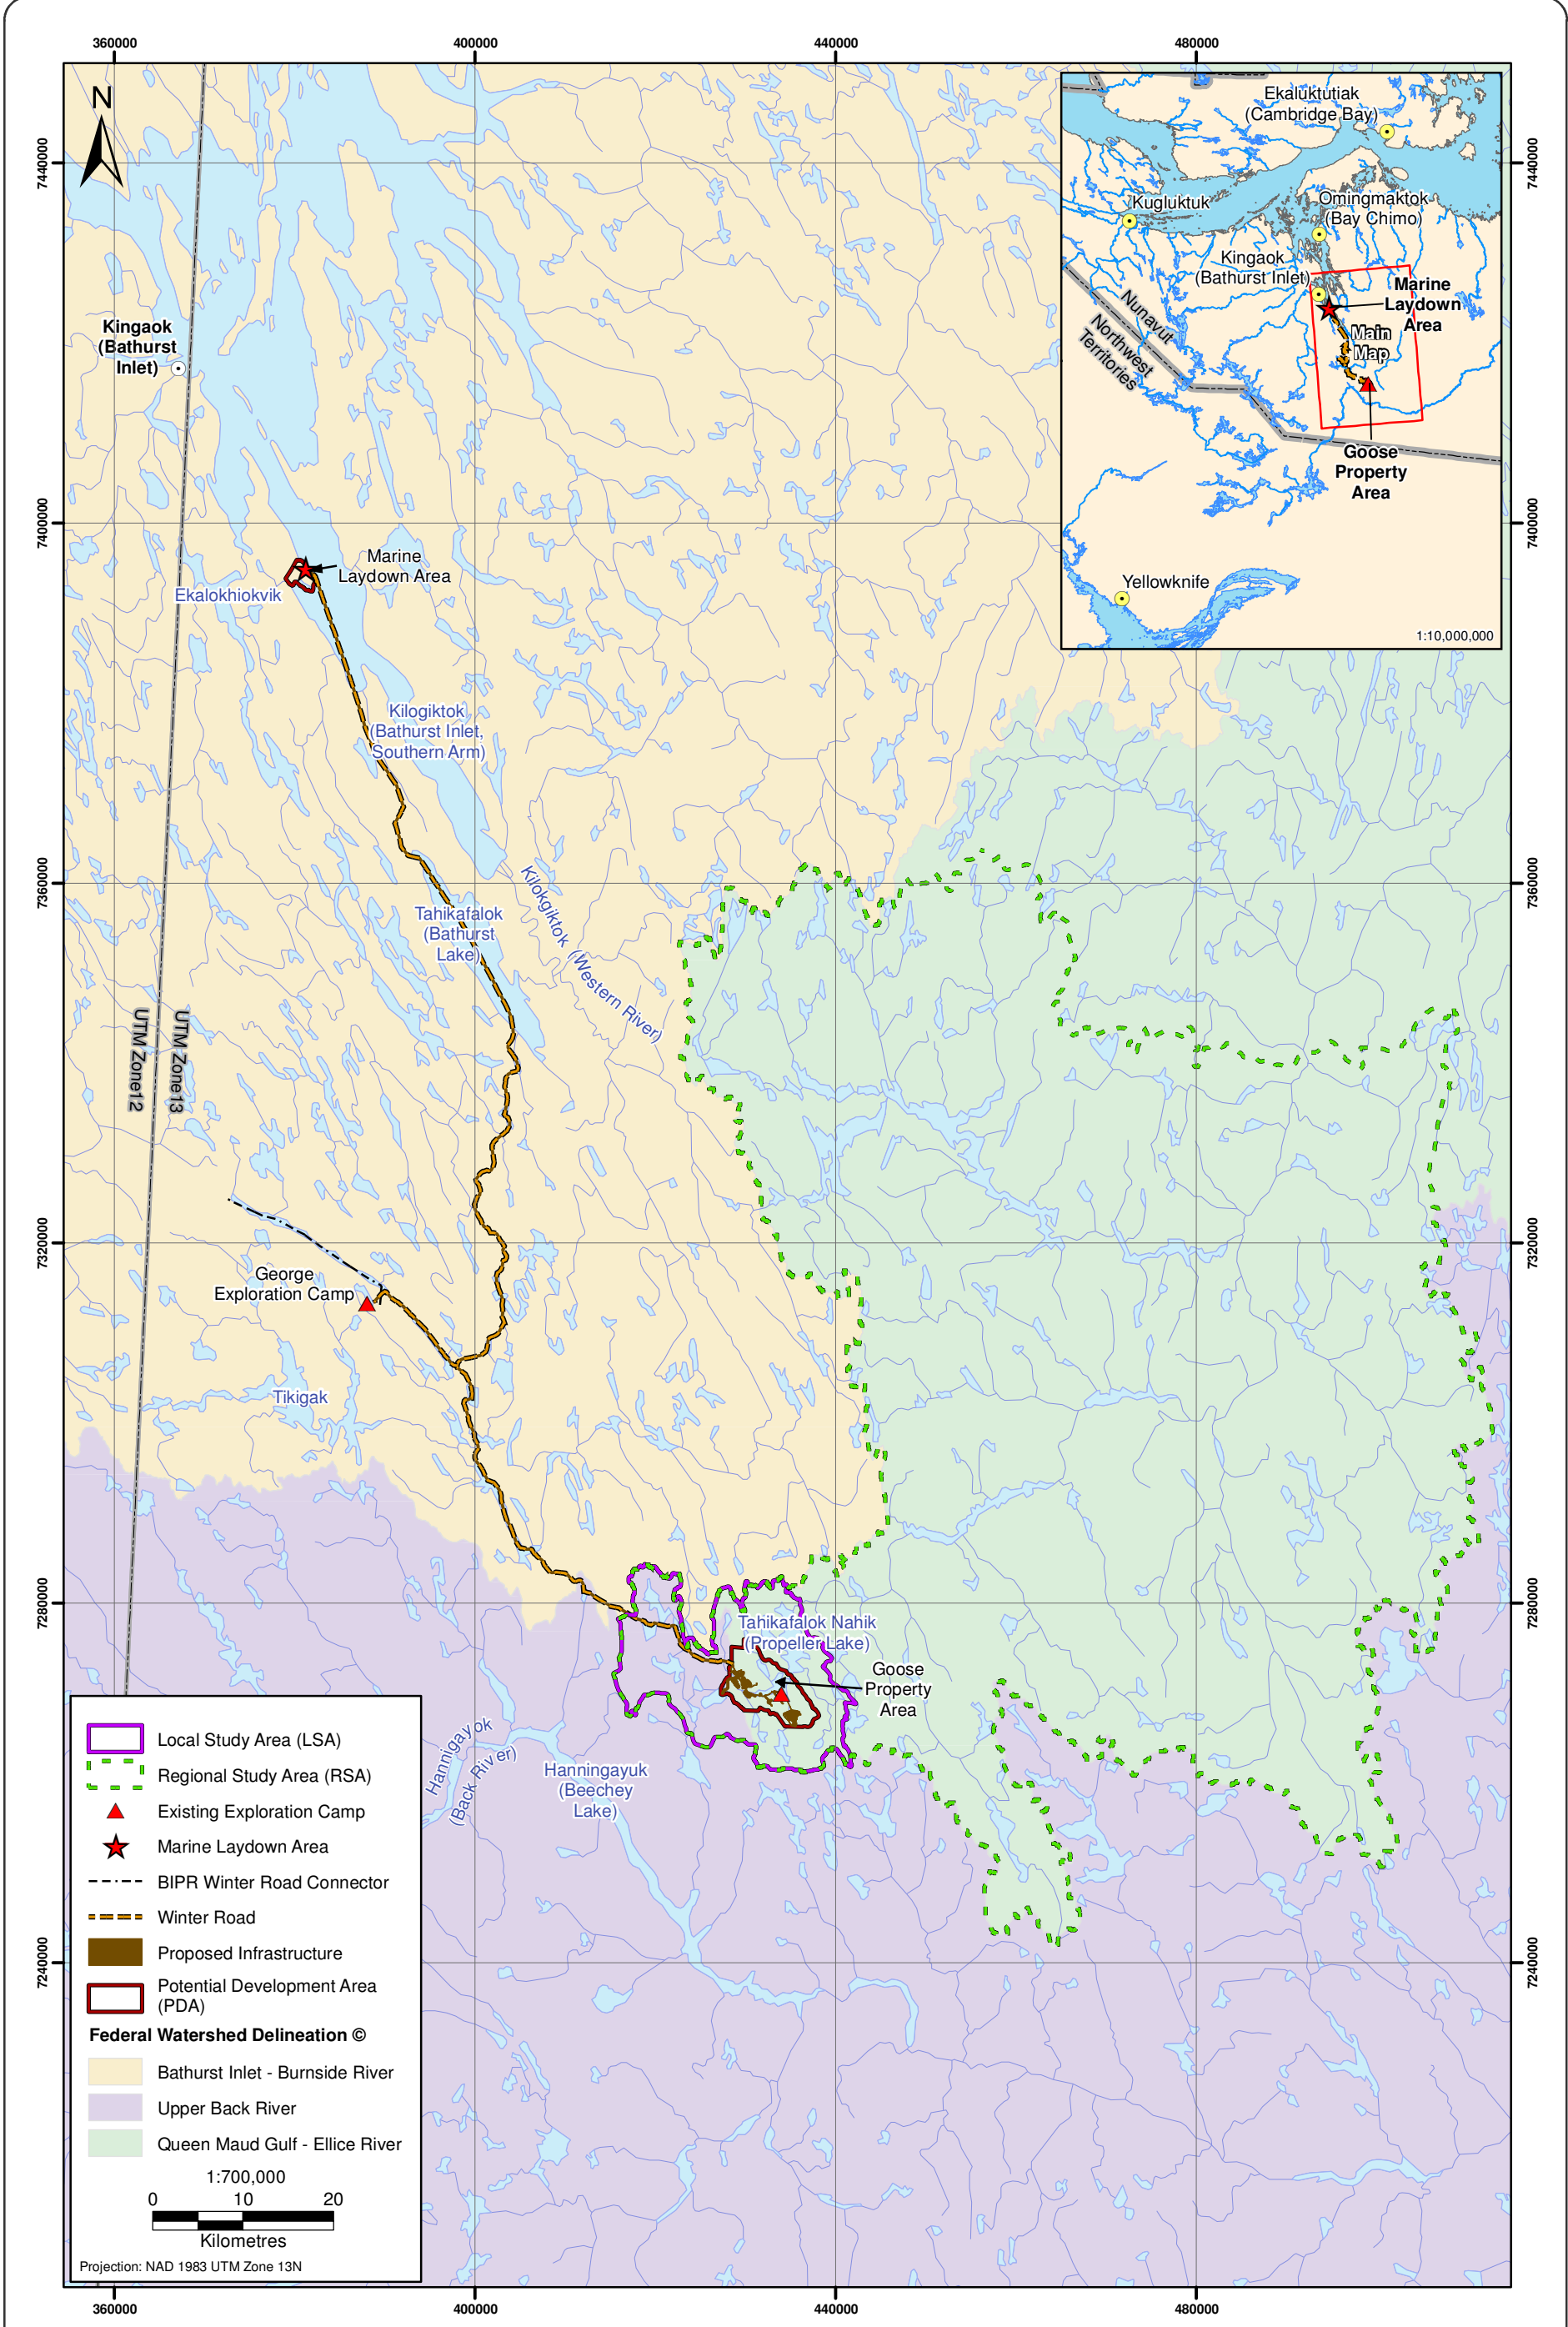 360000
400000
440000
480000
N
7440000
7440000
Ekaluktutiak
(Cambridge Bay)
Kugluktuk
Omingmaktok
(Bay Chimo)
Kingaok
(Bathurst Inlet)
Marine
Laydown
Area
Main
Map
Nunavut
Northwest
Territories
Goose
Property
Area
Yellowknife
1:10,000,000
Kingaok
(Bathurst
Inlet)
7400000
7400000
Marine
Laydown Area
Ekalokhiokvik
Kilogiktok
(Bathurst Inlet,
Southern Arm)
7360000
7360000
Kilokgiktok (Western River)
Tahikafalok
(Bathurst
Lake)
UTM Zone12
UTM Zone13
7320000
7320000
George
Exploration Camp
Tikigak
7280000
7280000
Tahikafalok Nahik
(Propeller Lake)
Goose
Property
Area
Hannigayok
(Back River)
Hanningayuk
(Beechey
Lake)
7240000
7240000
Local Study Area (LSA)
Regional Study Area (RSA)
Existing Exploration Camp
Marine Laydown Area
BIPR Winter Road Connector
Winter Road
Proposed Infrastructure
Potential Development Area
(PDA)
Federal Watershed Delineation ©
Bathurst Inlet - Burnside River
Upper Back River
Queen Maud Gulf - Ellice River
1:700,000
0 10 20
Kilometres
Projection: NAD 1983 UTM Zone 13N
360000
400000
440000
480000